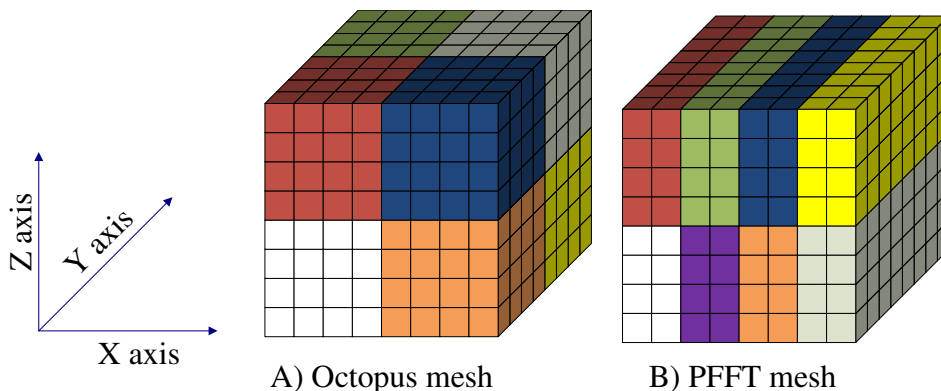 Z axis
Y axis
X axis
A) Octopus mesh
B) PFFT mesh